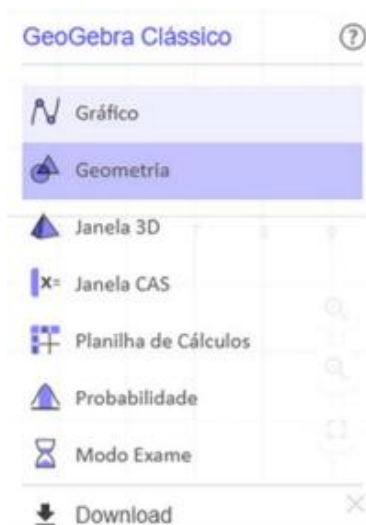 GeoGebra Clássico
Gráfico
Geometria
Janela 3D
x= Janela CAS
Planilha de Cálculos
Probabilidade
Modo Exame
Download